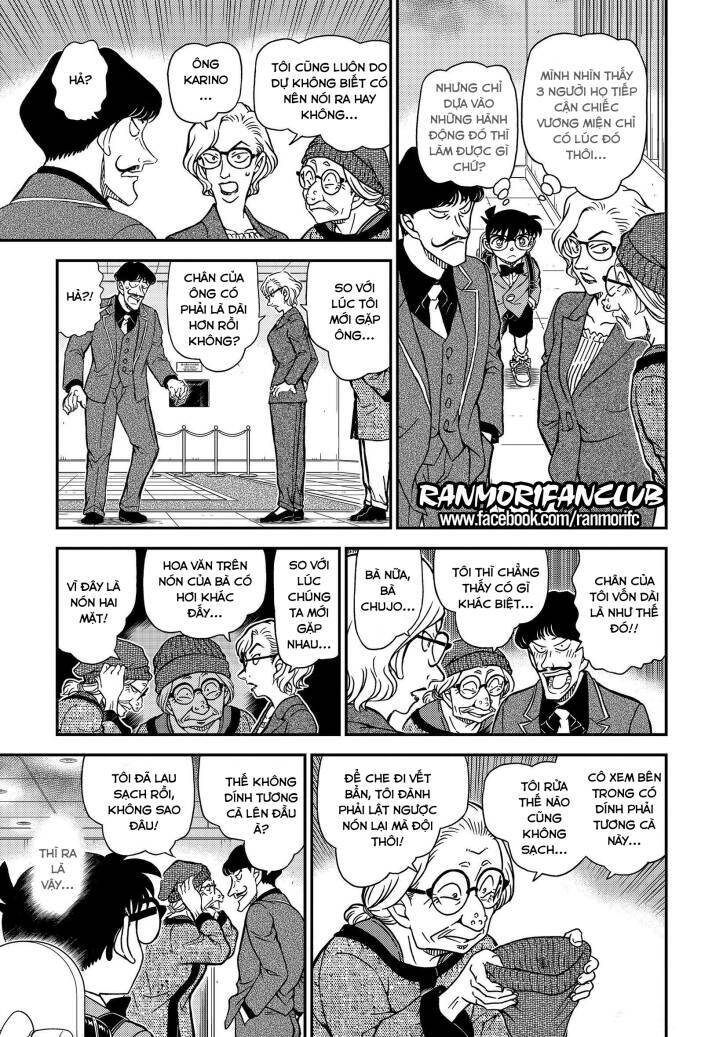 MÌNH NHÌN THẤY
3 NGƯỜI HỌ TIẾP
CẬN CHIẾC
VƯƠNG MIỆN CHỈ
CÓ LÚC ĐÓ
THÔI...
NHƯNG CHỈ
DỰA VÀO
NHỮNG HÀNH
ĐỘNG ĐÓ THÌ
LÀM ĐƯỢC GÌ
CHỨ?
RANMORIFANCLUB
www.facebook.com/ranmorifc
TÔI CŨNG LUÔN DO
DỰ KHÔNG BIẾT CÓ
NÊN NÓI RA HAY
KHÔNG...
ÔNG
KARINO
...
HẢ?
SO VỚI
LÚC TÔI
MỚI GẶP
ÔNG...
CHÂN CỦA
ÔNG CÓ
PHẢI LÀ DÀI
HƠN RỒI
KHÔNG?
HẢ?!
CHÂN CỦA
TÔI VỐN DÀI
LÀ NHƯ THẾ
ĐÓ!!
TÔI THÌ CHẲNG
THẤY CÓ GÌ
KHÁC BIỆT...
BÀ NỮA,
BÀ
CHUJO...
SO VỚI
LÚC
CHÚNG
TA MỚI
GẶP
NHAU...
HOA VĂN TRÊN
NÓN CỦA BÀ CÓ
HƠI KHÁC
ĐẤY...
VÌ ĐÂY LÀ
NÓN HAI
MẶT!
CÔ XEM BÊN
TRONG CÓ
DÍNH PHẢI
TƯƠNG CÀ
NÀY...
TÔI RỬA
THẾ NÀO
CŨNG
KHÔNG
SẠCH...
ĐỂ CHE ĐI VẾT
BẨN, TÔI ĐÀNH
PHẢI LẬT NGƯỢC
NÓN LẠI MÀ ĐỘI
THÔI!
THẾ KHÔNG
DÍNH TƯƠNG
CÀ LÊN ĐẦU
À?
TÔI ĐÃ LAU
SẠCH RỒI,
KHÔNG SAO
ĐÂU!
THÌ RA
LÀ
VẬY...